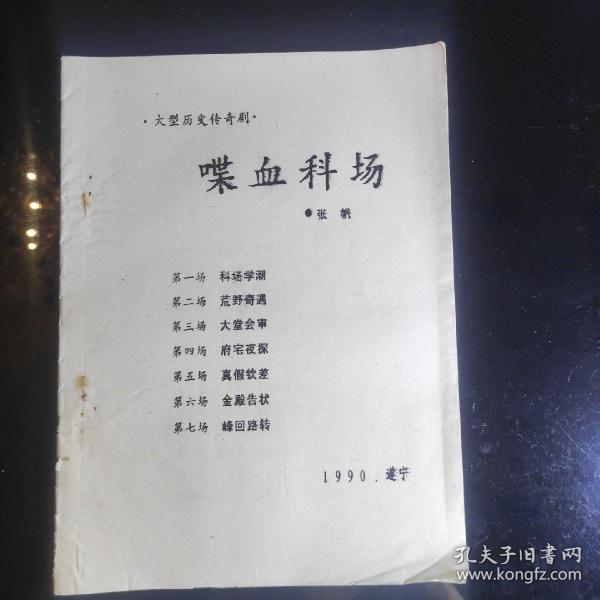 ·大型历史传奇剧·
喋血科场
●张帆
第一场 科场学潮
第二场 荒野奇遇
第三场 大堂会审
第四场 府宅夜探
第五场 真假钦差
第六场 金殿告状
第七场 峰回路转
1990.遂宁
孔夫子旧书网
www.kongfz.com